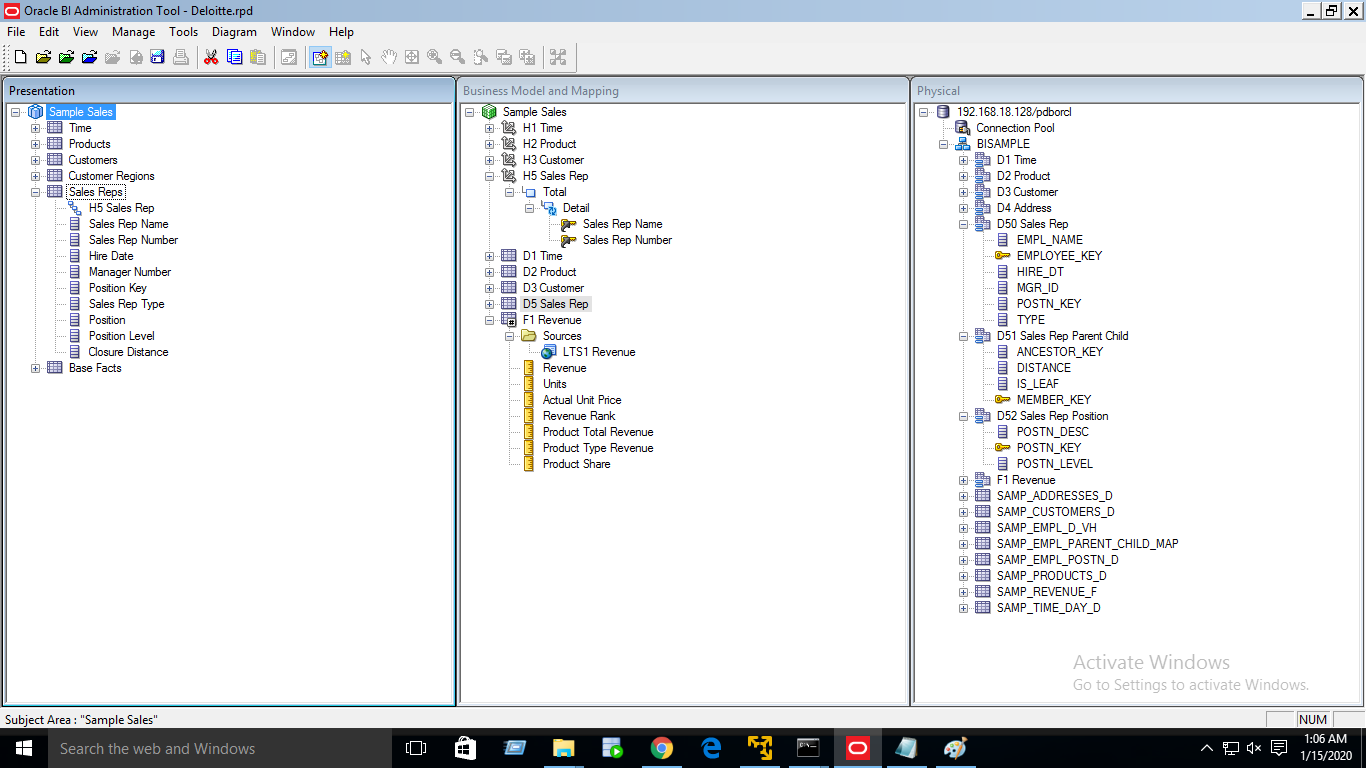 Oracle BI Administration Tool - Deloitte.rpd
File Edit View Manage Tools Diagram Window Help
Presentation
Sample Sales
Time
Products
Customers
Customer Regions
Sales Reps
H5 Sales Rep
Sales Rep Name
Sales Rep Number
Hire Date
Manager Number
Position Key
Sales Rep Type
Position
Position Level
Closure Distance
Base Facts
Business Model and Mapping
Sample Sales
H1 Time
H2 Product
H3 Customer
H5 Sales Rep
Total
Detail
Sales Rep Name
Sales Rep Number
D1 Time
D2 Product
D3 Customer
D5 Sales Rep
F1 Revenue
Sources
LTS1 Revenue
Revenue
Units
Actual Unit Price
Revenue Rank
Product Total Revenue
Product Type Revenue
Product Share
Physical
192.168.18.128/pdborcl
Connection Pool
BISAMPLE
D1 Time
D2 Product
D3 Customer
D4 Address
D50 Sales Rep
EMPL_NAME
EMPLOYEE_KEY
HIRE_DT
MGR_ID
POSTN_KEY
TYPE
D51 Sales Rep Parent Child
ANCESTOR_KEY
DISTANCE
IS_LEAF
MEMBER_KEY
D52 Sales Rep Position
POSTN_DESC
POSTN_KEY
POSTN_LEVEL
F1 Revenue
SAMP_ADDRESSES_D
SAMP_CUSTOMERS_D
SAMP_EMPL_D_VH
SAMP_EMPL_PARENT_CHILD_MAP
SAMP_EMPL_POSTN_D
SAMP_PRODUCTS_D
SAMP_REVENUE_F
SAMP_TIME_DAY_D
Activate Windows
Go to Settings to activate Windows.
Subject Area : "Sample Sales"
NUM
Search the web and Windows
1:06 AM
1/15/2020